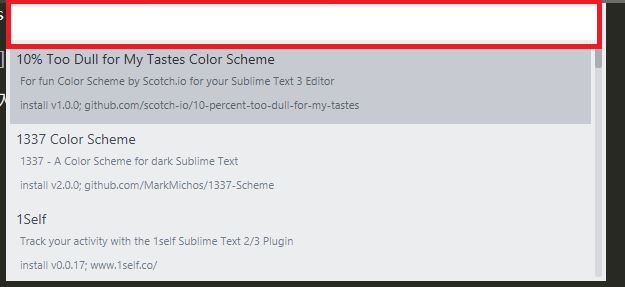 10% Too Dull for My Tastes Color Scheme
For fun Color Scheme by Scotch.io for your Sublime Text 3 Editor
install v1.0.0; github.com/scotch-io/10-percent-too-dull-for-my-tastes
1337 Color Scheme
1337 - A Color Scheme for dark Sublime Text
install v2.0.0; github.com/MarkMichos/1337-Scheme
1Self
Track your activity with the 1self Sublime Text 2/3 Plugin
install v0.0.17; www.1self.co/